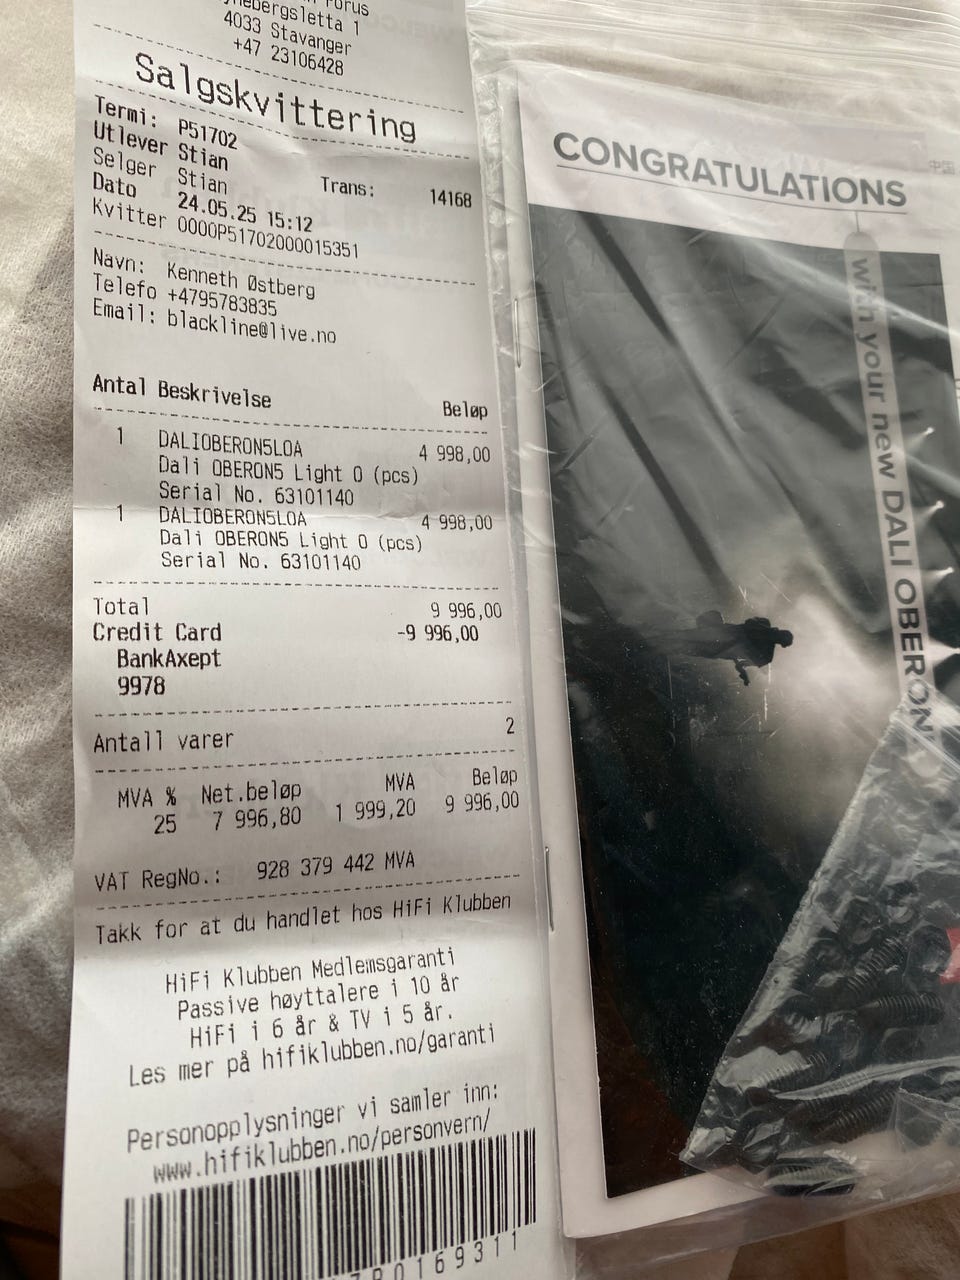 4033 Stavanger
+47 23106428
Salgskvittering
Termi: P51702
Utlever Stian
Selger Stian Trans: 14168
Dato 24.05.25 15:12
Kvitter 0000P51702000015351
Navn: Kenneth Østberg
Telefo +4795783835
Email: blackline@live.no
Antal Beskrivelse Beløp
1 DALIOBERON5LOA 4 998,00
Dali OBERON5 Light O (pcs)
Serial No. 63101140
1 DALIOBERON5LOA 4 998,00
Dali OBERON5 Light O (pcs)
Serial No. 63101140
Total 9 996,00
Credit Card -9 996,00
BankAxept
9978
Antall varer 2
MVA % Net.beløp MVA Beløp
25 7 996,80 1 999,20 9 996,00
VAT RegNo.: 928 379 442 MVA
Takk for at du handlet hos HiFi Klubben
HiFi Klubben Medlemsgaranti
Passive høyttalere i 10 år
HiFi i 6 år & TV i 5 år.
Les mer på hifiklubben.no/garanti
Personopplysninger vi samler inn:
www.hifiklubben.no/personvern/
CONGRATULATIONS
with your new DALI OBERON
中国